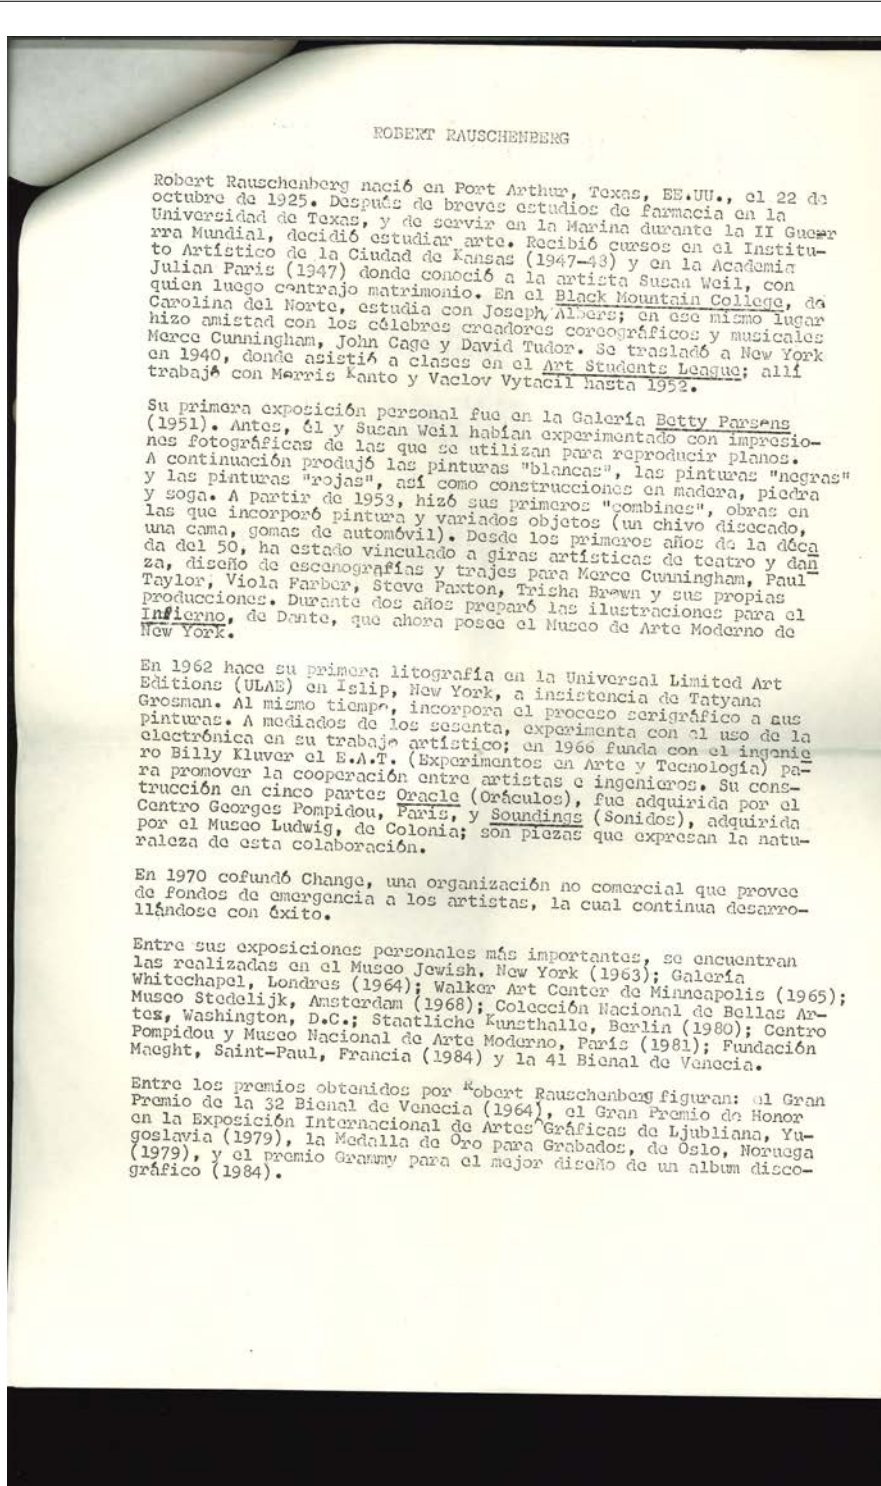 ROBERT RAUSCHENBERG
Robert Rauschenberg nació en Port Arthur, Texas, EE.UU., el 22 de
octubre de 1925. Después de breves estudios de farmacia en la
Universidad de Texas, y de servir en la Marina durante la II Guer
rra Mundial, decidió estudiar arte. Recibió cursos en el Institu-
to Artístico de la Ciudad de Kansas (1947-43) y en la Academia
Julian Paris (1947) donde conoció a la artista Susan Weil, con
quien luego contrajo matrimonio. En el Black Mountain College, de
Carolina del Norte, estudia con Joseph Albers; en ese mismo lugar
hizo amistad con los célebres creadores coreográficos y musicales
Merce Cunningham, John Cage y David Tudor. Se trasladó a New York
en 1940, donde asistió a clases en el Art Students League; allí
trabajó con Merris Kanto y Vaclov Vytacil hasta 1952.
Su primera exposición personal fue en la Galería Betty Parsens
(1951). Antes, él y Susan Weil habían experimentado con impresio-
nes fotográficas de las que se utilizan para reproducir planos.
A continuación produjó las pinturas "blancas", las pinturas "negras"
y las pinturas "rojas", así como construcciones en madera, piedra
y soga. A partir de 1953, hizó sus primeros "combines", obras en
las que incorporó pintura y variados objetos (un chivo disecado,
una cama, gomas de automóvil). Desde los primeros años de la déca
da del 50, ha estado vinculado a giras artísticas de teatro y dan
za, diseño de escenografías y trajes para Merce Cunningham, Paul
Taylor, Viola Farber, Steve Paxton, Trisha Brown y sus propias
producciones. Durante dos años preparó las ilustraciones para el
Infierno, de Dante, que ahora posee el Museo de Arte Moderno de
New York.
En 1962 hace su primera litografía en la Universal Limited Art
Editions (ULAE) en Islip, New York, a insistencia de Tatyana
Grosman. Al mismo tiempo, incorpora el proceso serigráfico a sus
pinturas. A mediados de los sesenta, experimenta con el uso de la
electrónica en su trabajo artístico; en 1966 funda con el ingenie
ro Billy Kluver el E.A.T. (Experimentos en Arte y Tecnología) pa-
ra promover la cooperación entre artistas e ingenieros. Su cons-
trucción en cinco partes Oracle (Oráculos), fue adquirida por el
Centro Georges Pompidou, París, y Soundings (Sonidos), adquirida
por el Museo Ludwig, de Colonia; son piezas que expresan la natu-
raleza de esta colaboración.
En 1970 cofundó Change, una organización no comercial que provee
de fondos de emergencia a los artistas, la cual continua desarro-
llándose con éxito.
Entre sus exposiciones personales más importantes, se encuentran
las realizadas en el Museo Jewish, New York (1963); Galería
Whitechapel, Londres (1964); Walker Art Center de Minneapolis (1965);
Museo Stedelijk, Amsterdam (1968); Colección Nacional de Bellas Ar-
tes, Washington, D.C.; Staatliche Kunsthalle, Berlin (1980); Centro
Pompidou y Museo Nacional de Arte Moderno, París (1981); Fundación
Maeght, Saint-Paul, Francia (1984) y la 41 Bienal de Venecia.
Entre los premios obtenidos por Robert Rauschenberg figuran: el Gran
Premio de la 32 Bienal de Venecia (1964), el Gran Premio de Honor
en la Exposición Internacional de Artes Gráficas de Ljubliana, Yu-
goslavia (1979), la Medalla de Oro para Grabados, de Oslo, Noruega
(1979), y el premio Grammy para el mejor diseño de un album disco-
gráfico (1984).